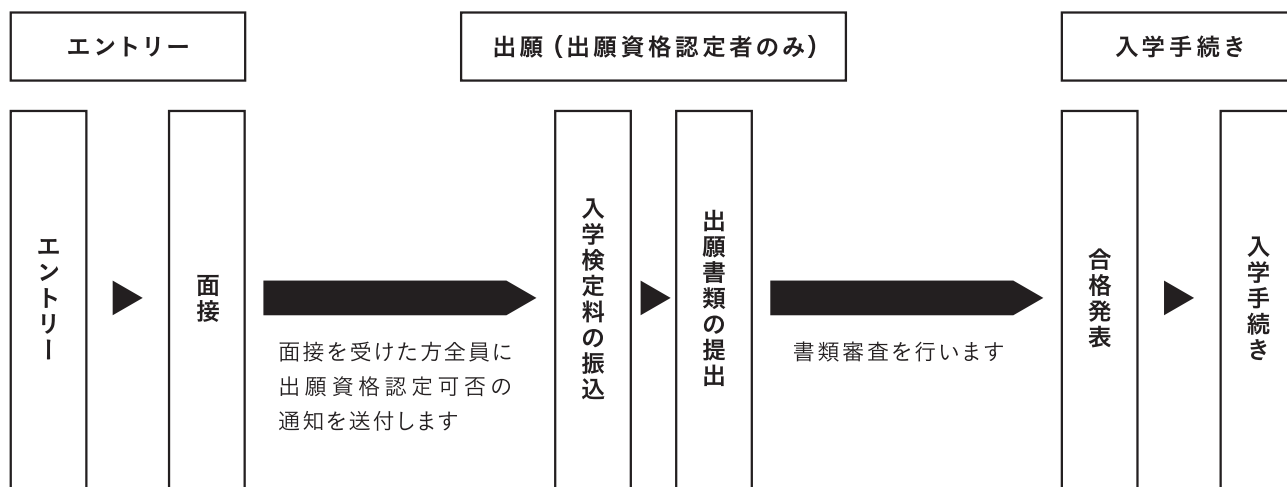 エントリー
出願（出願資格認定者のみ）
入学手続き
エントリー
面接
面接を受けた方全員に
出願資格認定可否の
通知を送付します
入学検定料の振込
出願書類の提出
書類審査を行います
合格発表
入学手続き